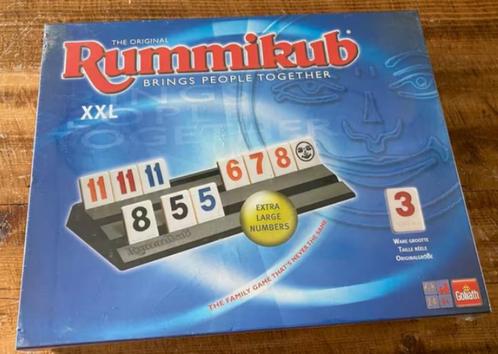 THE ORIGINAL
Rummikub
BRINGS PEOPLE TOGETHER
XXL
11 11 11
6 7 8
8 5 5
EXTRA
LARGE
NUMBERS
3
WARE GROOTTE
TAILLE RÉELE
ORIGINALGRÖßE
THE FAMILY GAME THAT'S NEVER THE SAME
Goliath